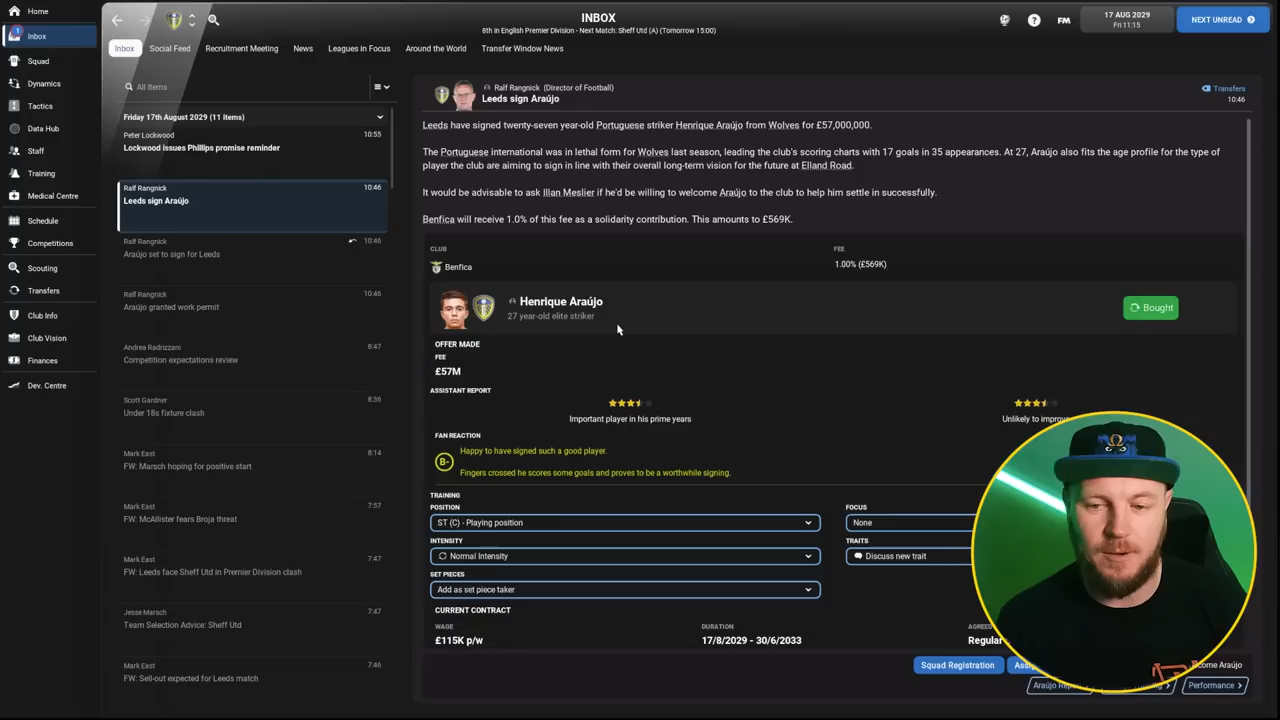 Home
INBOX
8th in English Premier Division - Next Match: Sheff Utd (A) (Tomorrow 15:00)
FM
17 AUG 2029
Fri 11:15
NEXT UNREAD
1
Inbox
Squad
Dynamics
Tactics
Data Hub
Staff
Training
Medical Centre
Schedule
Competitions
Scouting
Transfers
Club Info
Club Vision
Finances
Dev. Centre
Inbox
Social Feed
Recruitment Meeting
News
Leagues in Focus
Around the World
Transfer Window News
All Items
Friday 17th August 2029 (11 items)
Peter Lockwood 10:55
Lockwood issues Phillips promise reminder
Ralf Rangnick 10:46
Leeds sign Araújo
Ralf Rangnick 10:46
Araújo set to sign for Leeds
Ralf Rangnick 10:46
Araújo granted work permit
Andrea Radrizzani 8:47
Competition expectations review
Scott Gardner 8:36
Under 18s fixture clash
Mark East 8:14
FW: Marsch hoping for positive start
Mark East 7:57
FW: McAllister fears Broja threat
Mark East 7:47
FW: Leeds face Sheff Utd in Premier Division clash
Jesse Marsch 7:47
Team Selection Advice: Sheff Utd
Mark East 7:46
FW: Sell-out expected for Leeds match
Ralf Rangnick (Director of Football)
Leeds sign Araújo
Transfers
10:46
Leeds have signed twenty-seven year-old Portuguese striker Henrique Araújo from Wolves for £57,000,000.
The Portuguese international was in lethal form for Wolves last season, leading the club's scoring charts with 17 goals in 35 appearances. At 27, Araújo also fits the age profile for the type of
player the club are aiming to sign in line with their overall long-term vision for the future at Elland Road.
It would be advisable to ask Illan Meslier if he'd be willing to welcome Araújo to the club to help him settle in successfully.
Benfica will receive 1.0% of this fee as a solidarity contribution. This amounts to £569K.
CLUB FEE
Benfica 1.00% (£569K)
Henrique Araújo
27 year-old elite striker
Bought
OFFER MADE
FEE
£57M
ASSISTANT REPORT
Important player in his prime years
Unlikely to
FAN REACTION
B-
Happy to have signed such a good player.
Fingers crossed he scores some goals and proves to be a worthwhile signing.
TRAINING
POSITION FOCUS
ST (C) - Playing position None
INTENSITY TRAITS
Normal Intensity Discuss new trait
SET PIECES
Add as set piece taker
CURRENT CONTRACT
WAGE DURATION
£115K p/w 17/8/2029 - 30/6/2033 Regular
Squad Registration
Araújo
Araújo
Performance